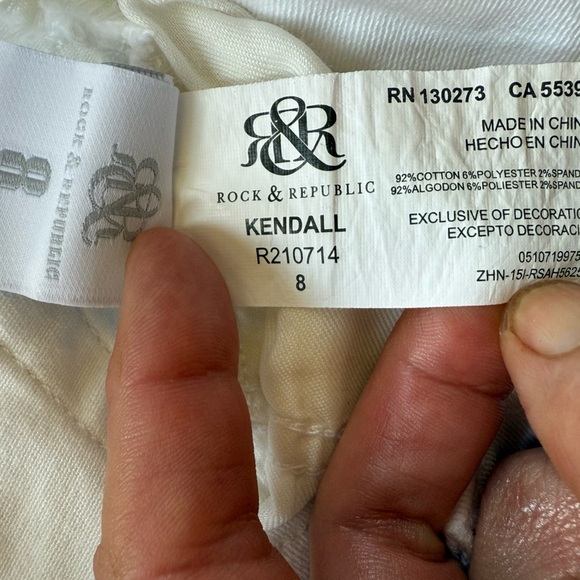 ROCK & REPUBLIC
8
R&R
ROCK & REPUBLIC
KENDALL
R210714
8
RN 130273 CA 5539
MADE IN CHIN
HECHO EN CHIN
92%COTTON 6%POLYESTER 2%SPAND
92%ALGODON 6%POLIESTER 2%SPAND
EXCLUSIVE OF DECORATIO
EXCEPTO DECORACI
0510719975
ZHN-15I-RSAH5625